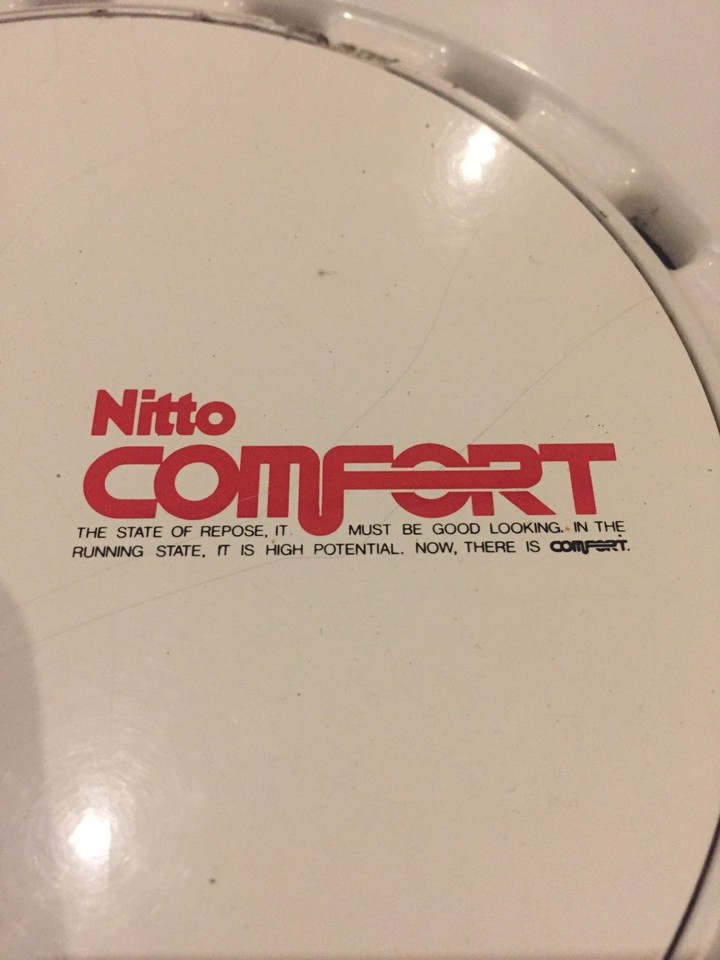 Nitto
COMFORT
THE STATE OF REPOSE, IT MUST BE GOOD LOOKING. IN THE
RUNNING STATE, IT IS HIGH POTENTIAL. NOW, THERE IS COMFORT.